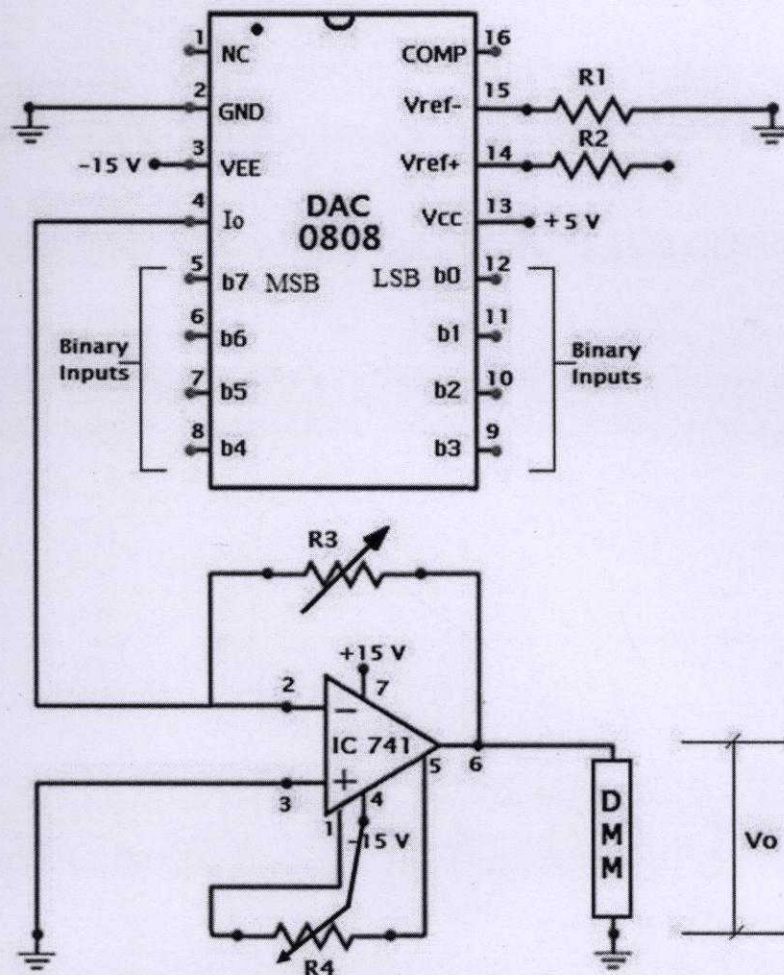 1 NC COMP 16
2 GND Vref- 15 R1
-15 V 3 VEE Vref+ 14 R2
4 Io DAC 0808 Vcc 13 +5 V
5 b7 MSB LSB b0 12
6 b6 b1 11
Binary Inputs Binary Inputs
7 b5 b2 10
8 b4 b3 9
R3
+15 V
2 7
− IC 741
+ 5 6
3 4
1 -15 V
DMM
Vo
R4